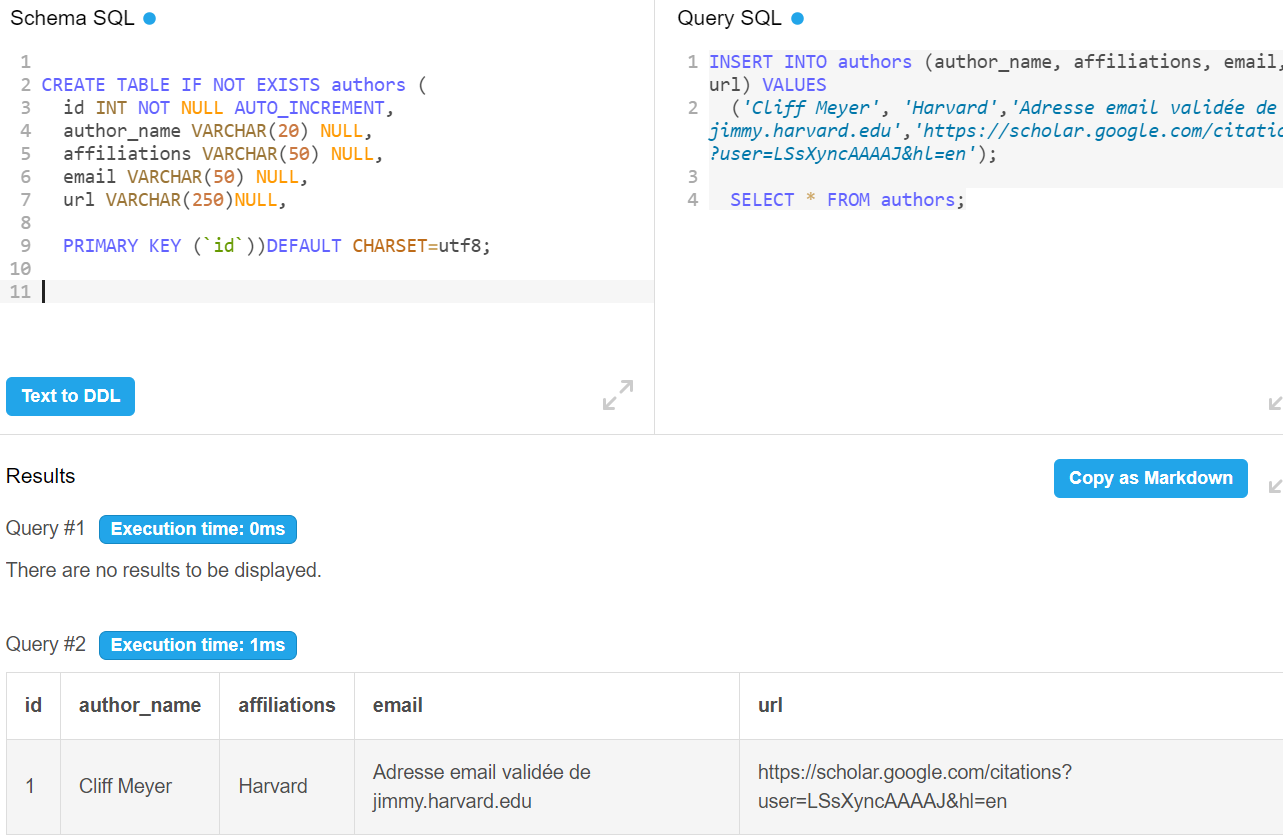 Schema SQL
1
2 CREATE TABLE IF NOT EXISTS authors (
3 id INT NOT NULL AUTO_INCREMENT,
4 author_name VARCHAR(20) NULL,
5 affiliations VARCHAR(50) NULL,
6 email VARCHAR(50) NULL,
7 url VARCHAR(250)NULL,
8
9 PRIMARY KEY (`id`))DEFAULT CHARSET=utf8;
10
11
Text to DDL
Query SQL
1 INSERT INTO authors (author_name, affiliations, email,
url) VALUES
2 ('Cliff Meyer', 'Harvard','Adresse email validée de
jimmy.harvard.edu','https://scholar.google.com/citatio
?user=LSsXyncAAAAJ&hl=en');
3
4 SELECT * FROM authors;
Results
Copy as Markdown
Query #1 Execution time: 0ms
There are no results to be displayed.
Query #2 Execution time: 1ms
id author_name affiliations email url
1 Cliff Meyer Harvard Adresse email validée de jimmy.harvard.edu https://scholar.google.com/citations?user=LSsXyncAAAAJ&hl=en